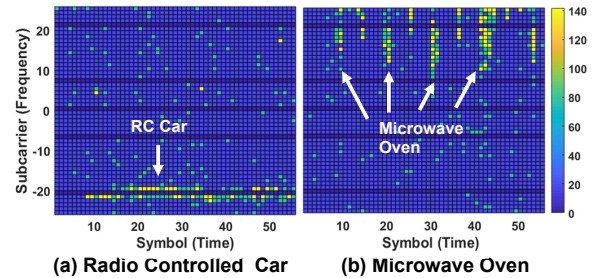 Subcarrier (Frequency)
20
10
0
-10
-20
RC Car
10 20 30 40 50
Symbol (Time)
(a) Radio Controlled Car
Microwave
Oven
10 20 30 40 50
Symbol (Time)
(b) Microwave Oven
140
120
100
80
60
40
20
0